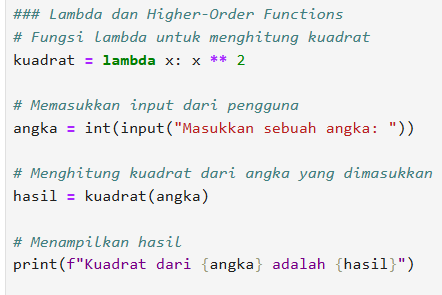 ### Lambda dan Higher-Order Functions
# Fungsi lambda untuk menghitung kuadrat
kuadrat = lambda x: x ** 2
# Memasukkan input dari pengguna
angka = int(input("Masukkan sebuah angka: "))
# Menghitung kuadrat dari angka yang dimasukkan
hasil = kuadrat(angka)
# Menampilkan hasil
print(f"Kuadrat dari {angka} adalah {hasil}")